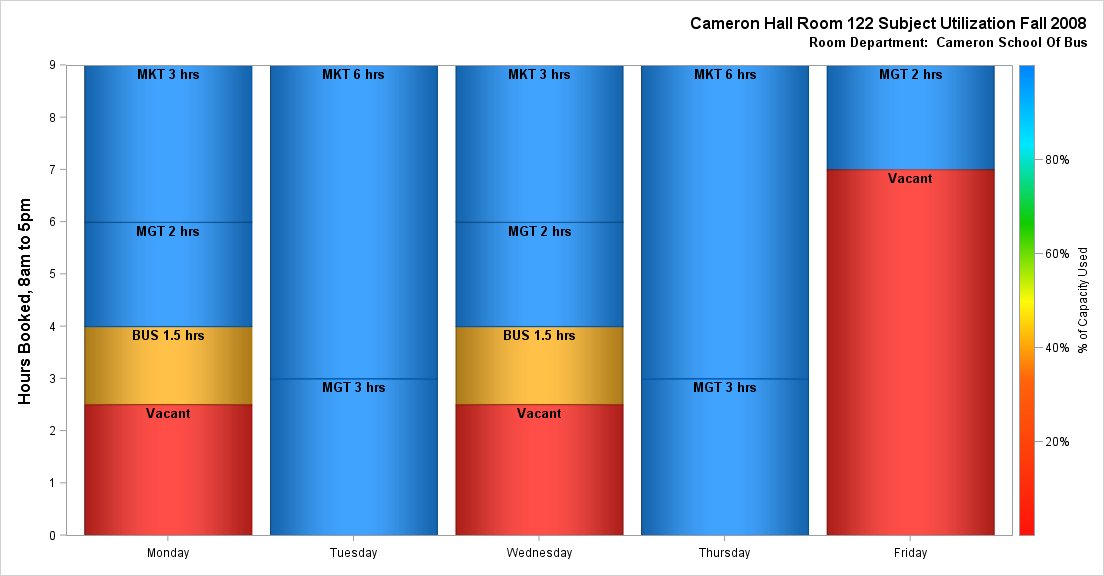 Cameron Hall Room 122 Subject Utilization Fall 2008
Room Department:  Cameron School Of Bus
Hours Booked, 8am to 5pm
9
8
7
6
5
4
3
2
1
0
MKT 3 hrs
MGT 2 hrs
BUS 1.5 hrs
Vacant
MKT 6 hrs
MGT 3 hrs
MKT 3 hrs
MGT 2 hrs
BUS 1.5 hrs
Vacant
MKT 6 hrs
MGT 3 hrs
MGT 2 hrs
Vacant
Monday
Tuesday
Wednesday
Thursday
Friday
80%
60%
40%
20%
% of Capacity Used